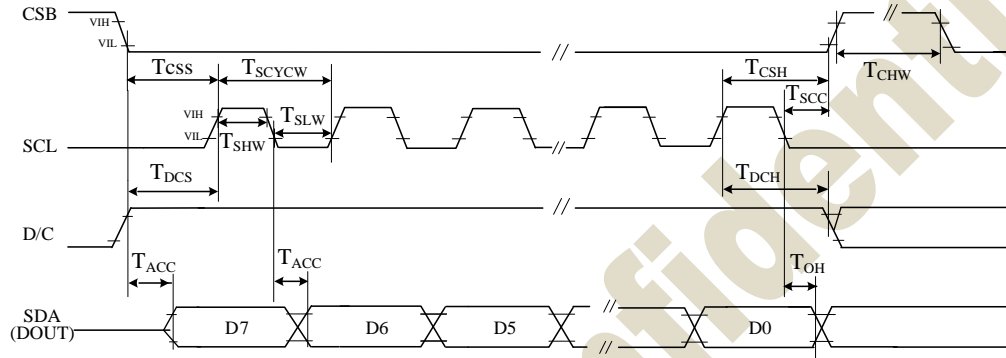 CSB
VIH
VIL
//
//
TCSS
TSCYCW
TCSH
TCHW
TSCC
VIH
VIL
TSLW
TSHW
SCL
//
TDCS
TDCH
//
D/C
TACC
TACC
TOH
SDA
(DOUT)
D7
D6
D5
//
//
D0